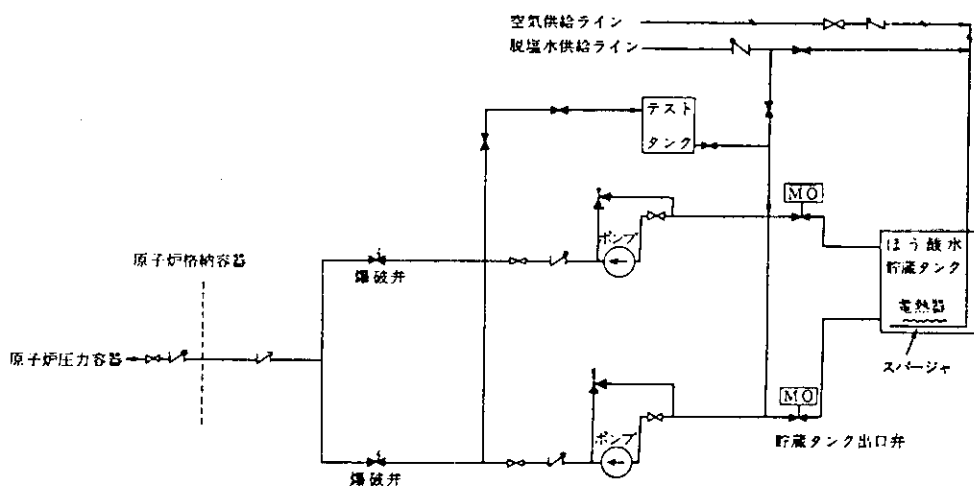 空気供給ライン
脱塩水供給ライン
テスト
タンク
MO
ポンプ
ほう酸水
貯蔵タンク
原子炉格納容器
爆破弁
電熱器
原子炉圧力容器
スパージャ
MO
ポンプ
貯蔵タンク出口弁
爆破弁